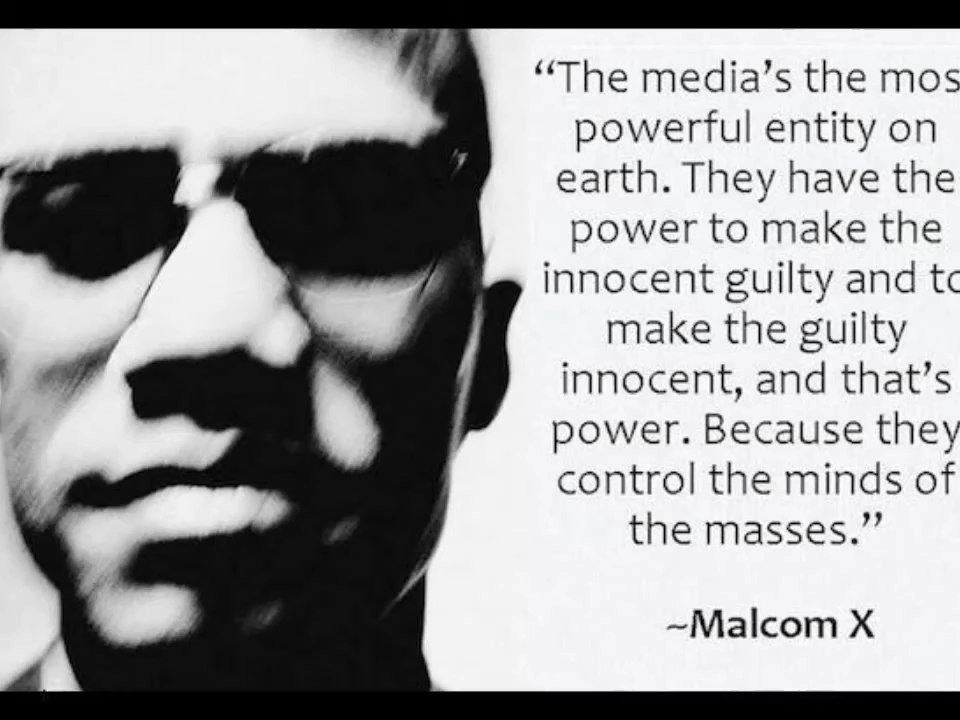 “The media’s the mos
powerful entity on
earth. They have the
power to make the
innocent guilty and to
make the guilty
innocent, and that’s
power. Because they
control the minds of
the masses.”
~Malcom X